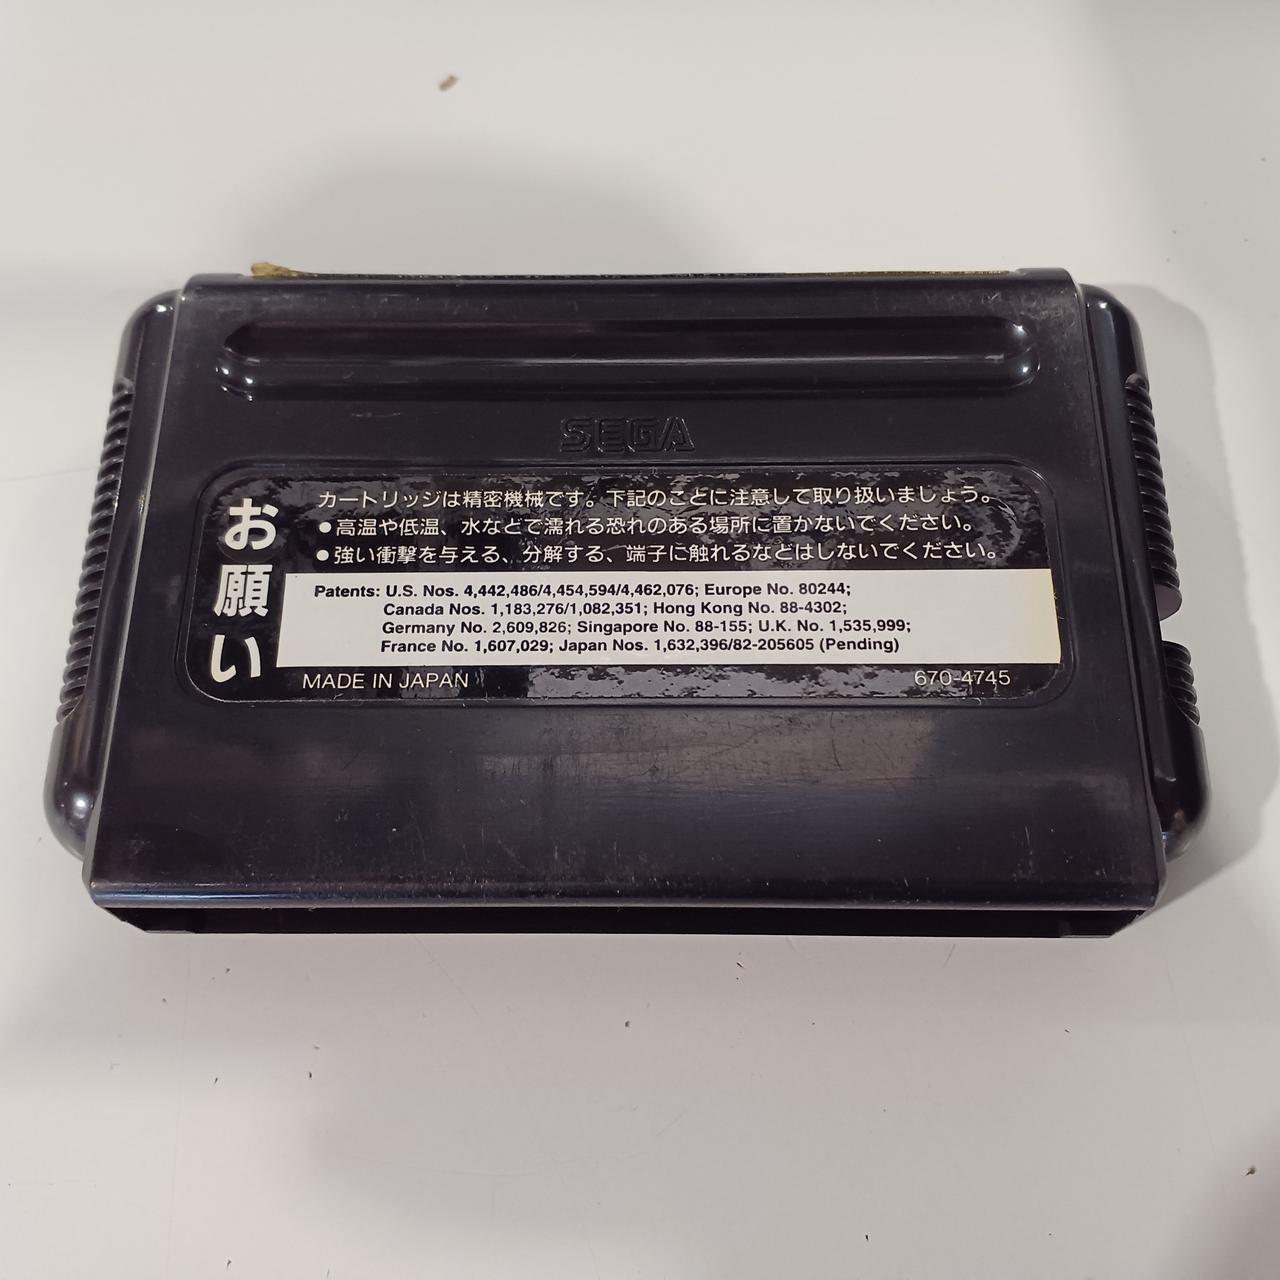 SEGA
お願い
カートリッジは精密機械です。下記のことに注意して取り扱いましょう。
●高温や低温、水などで濡れる恐れのある場所に置かないでください。
●強い衝撃を与える、分解する、端子に触れるなどはしないでください。
Patents: U.S. Nos. 4,442,486/4,454,594/4,462,076; Europe No. 80244;
Canada Nos. 1,183,276/1,082,351; Hong Kong No. 88-4302;
Germany No. 2,609,826; Singapore No. 88-155; U.K. No. 1,535,999;
France No. 1,607,029; Japan Nos. 1,632,396/82-205605 (Pending)
MADE IN JAPAN 670-4745